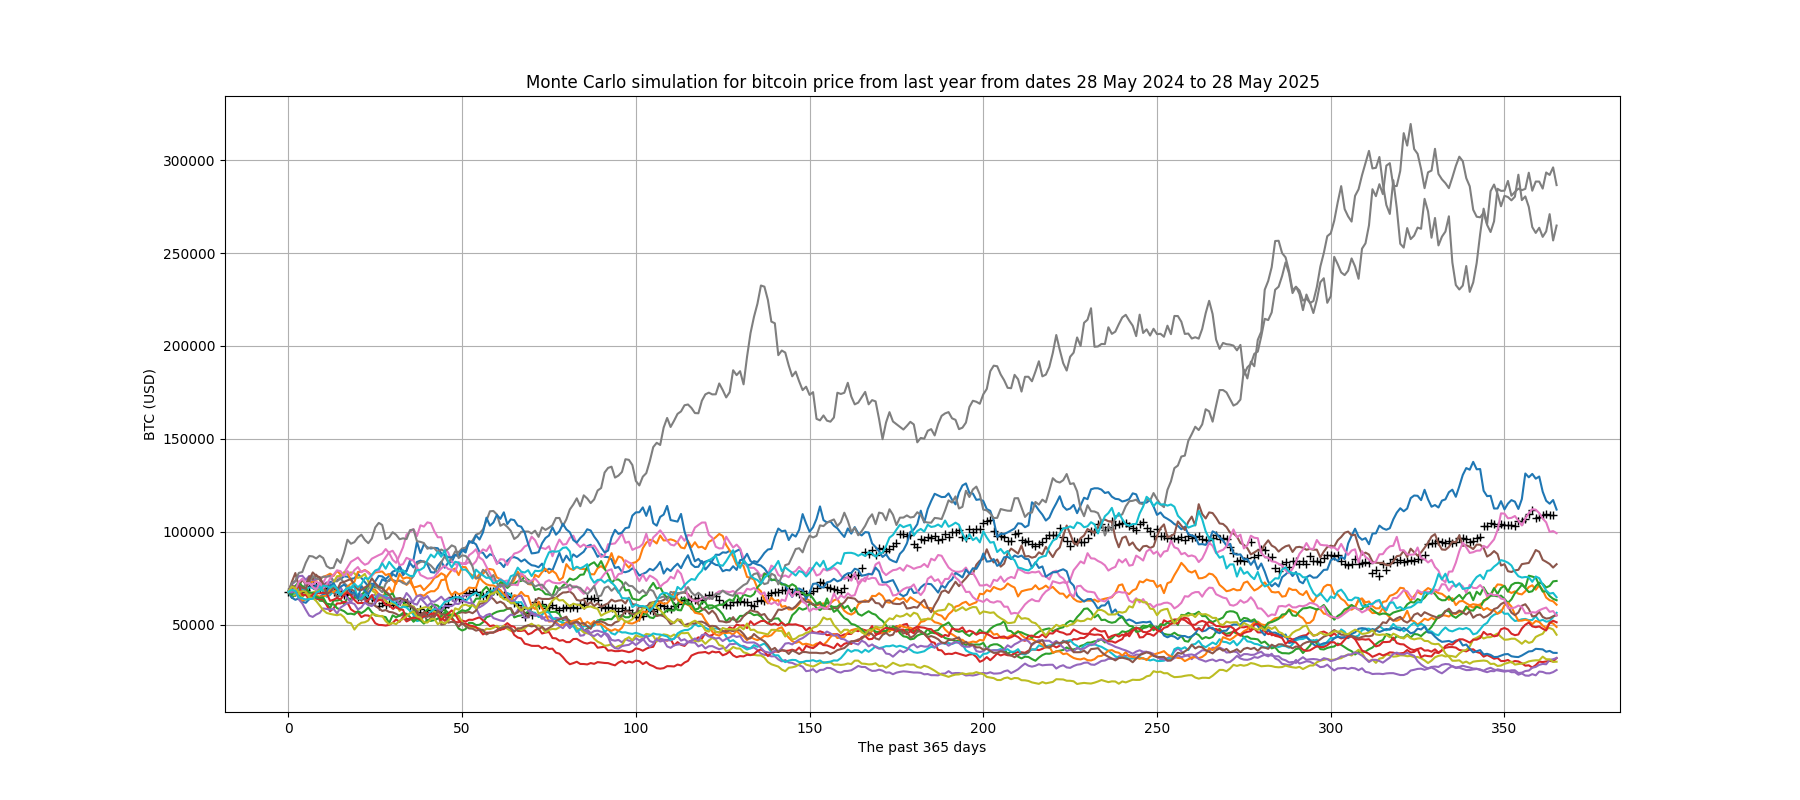 Monte Carlo simulation for bitcoin price from last year from dates 28 May 2024 to 28 May 2025
300000
250000
200000
150000
100000
50000
BTC (USD)
0 50 100 150 200 250 300 350
The past 365 days